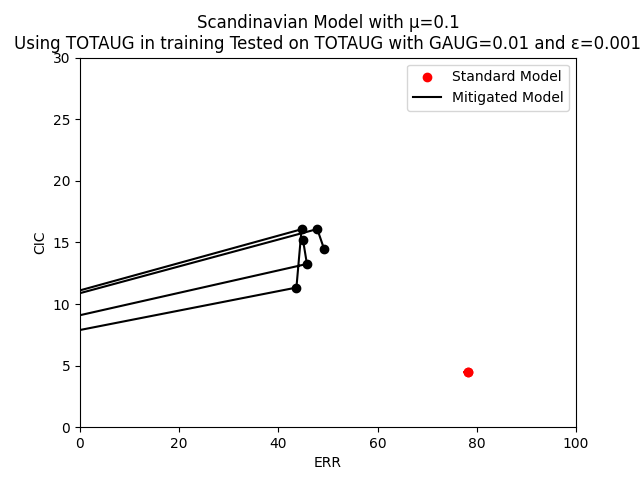 Scandinavian Model with μ=0.1
Using TOTAUG in training Tested on TOTAUG with GAUG=0.01 and ε=0.001
30
25
20
15
10
5
0
CIC
Standard Model
Mitigated Model
0 20 40 60 80 100
ERR